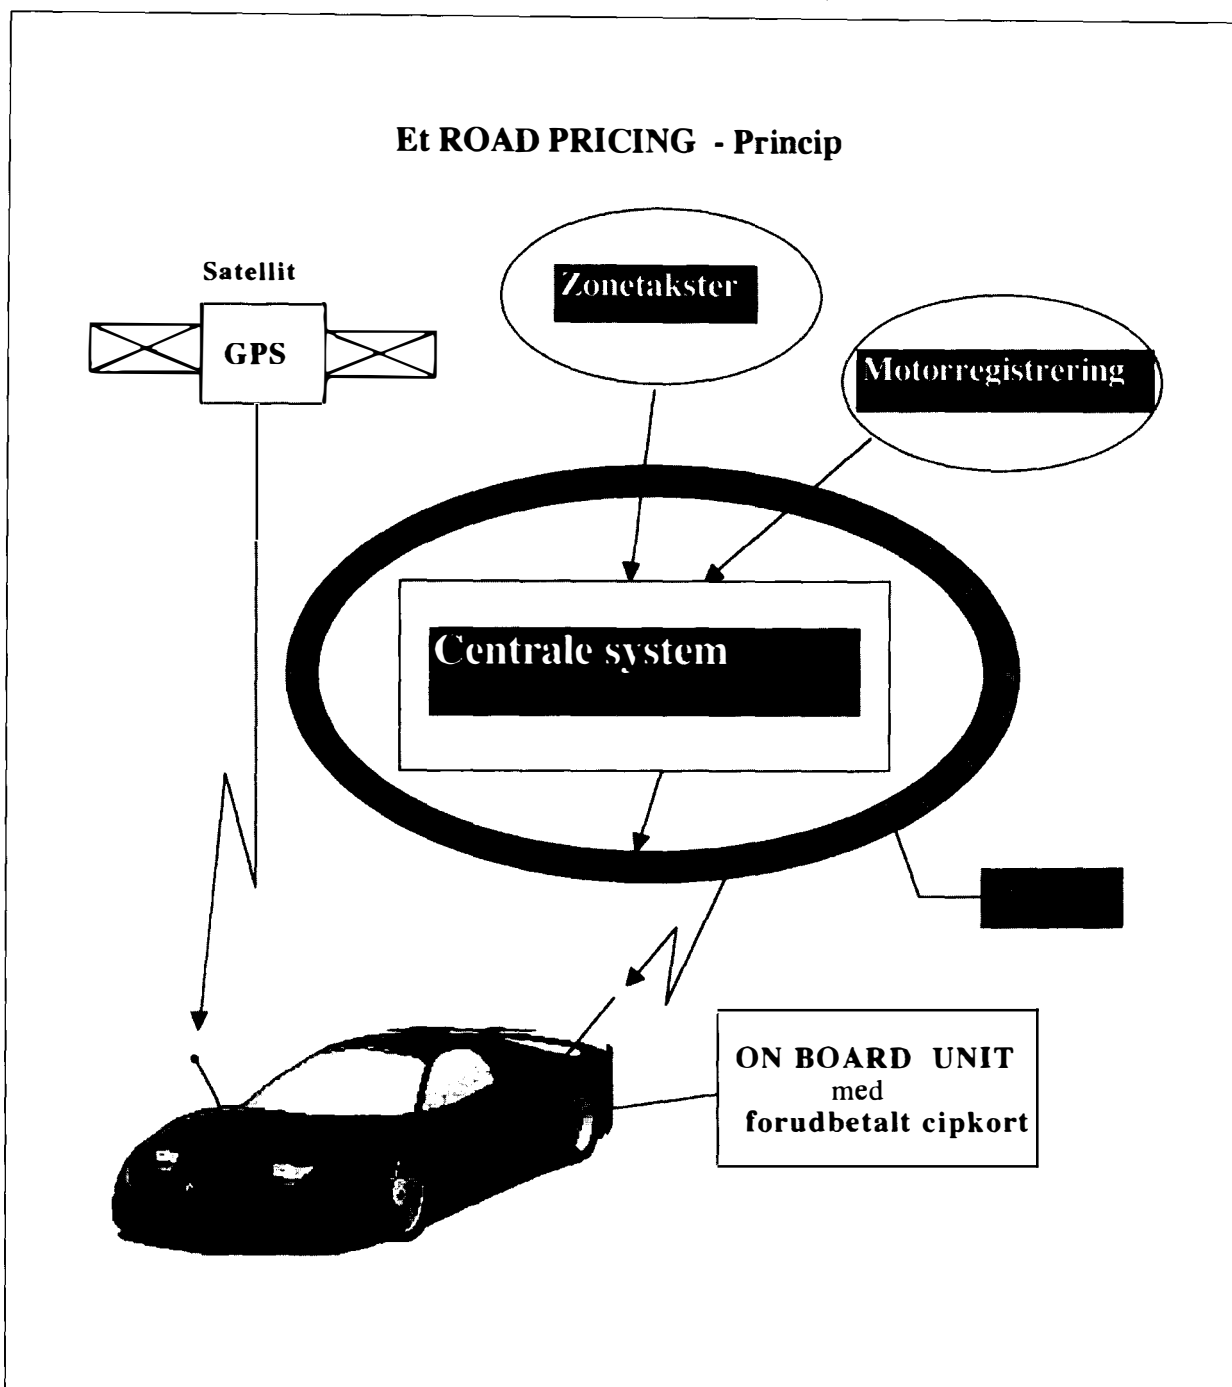 Et ROAD PRICING - Princip
Satellit
GPS
Zonetakster
Motorregistrering
Centrale system
ON BOARD UNIT
med
forudbetalt cipkort